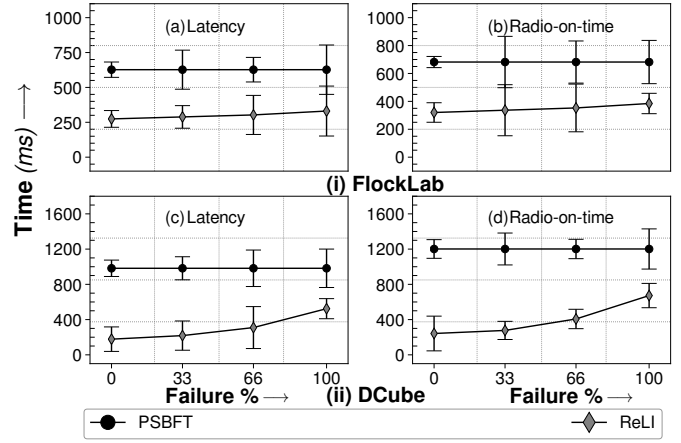 (a) Latency
(b) Radio-on-time
1000
750
500
250
0
1000
800
600
400
200
0
Time (ms) →
(i) FlockLab
(c) Latency
(d) Radio-on-time
1600
1200
800
400
0
1600
1200
800
400
0
0 33 66 100
0 33 66 100
Failure % →
(ii) DCube
Failure % →
PSBFT
ReLI